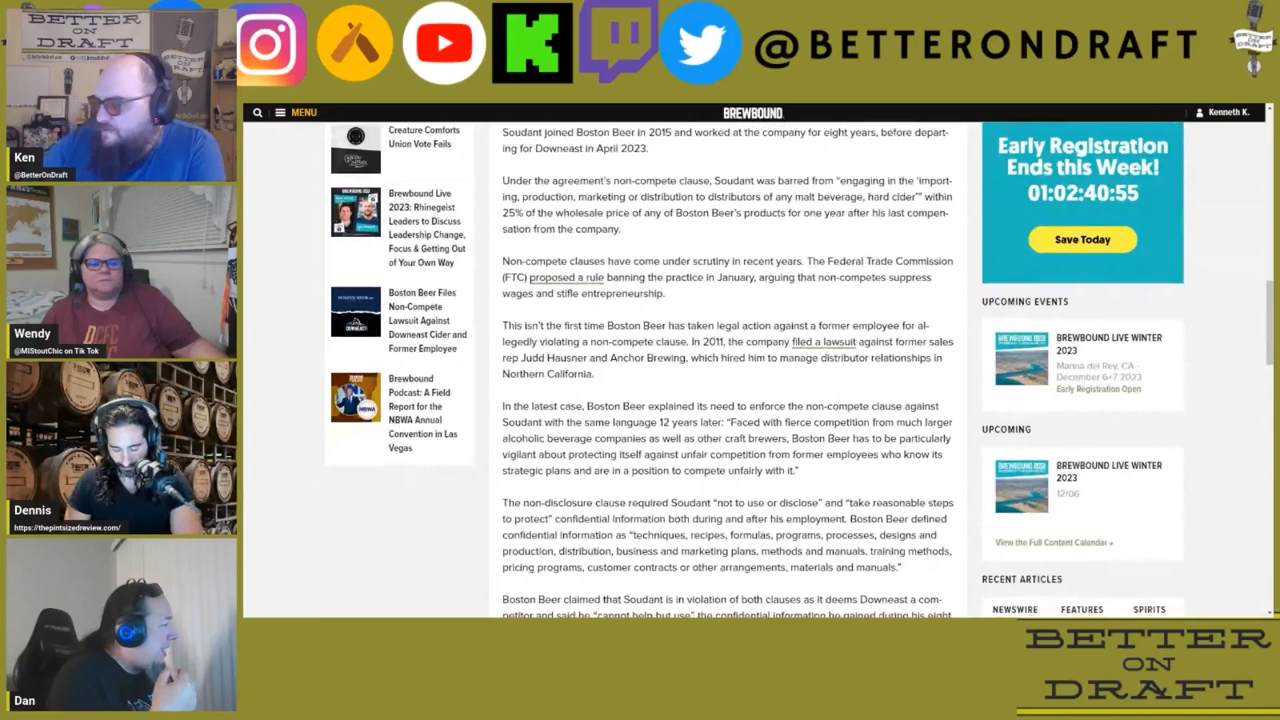 BETTER
ON
DRAFT
@BETTERONDRAFT
Ken
@BetterOnDraft
Wendy
@MIStoutChic on Tik Tok
DCFC
Dennis
https://thepintsizedreview.com/
Dan
MENU
BREWBOUND
Kenneth K.
Creature Comforts
Union Vote Fails
Brewbound Live
2023: Rhinegeist
Leaders to Discuss
Leadership Change,
Focus & Getting Out
of Your Own Way
Boston Beer Files
Non-Compete
Lawsuit Against
Downeast Cider and
Former Employee
Brewbound
Podcast: A Field
Report for the
NBWA Annual
Convention in Las
Vegas
Soudant joined Boston Beer in 2015 and worked at the company for eight years, before depart-
ing for Downeast in April 2023.
Under the agreement's non-compete clause, Soudant was barred from “engaging in the ‘import-
ing, production, marketing or distribution to distributors of any malt beverage, hard cider’” within
25% of the wholesale price of any of Boston Beer's products for one year after his last compen-
sation from the company.
Non-compete clauses have come under scrutiny in recent years. The Federal Trade Commission
(FTC) proposed a rule banning the practice in January, arguing that non-competes suppress
wages and stifle entrepreneurship.
This isn't the first time Boston Beer has taken legal action against a former employee for al-
legedly violating a non-compete clause. In 2011, the company filed a lawsuit against former sales
rep Judd Hausner and Anchor Brewing, which hired him to manage distributor relationships in
Northern California.
In the latest case, Boston Beer explained its need to enforce the non-compete clause against
Soudant with the same language 12 years later: “Faced with fierce competition from much larger
alcoholic beverage companies as well as other craft brewers, Boston Beer has to be particularly
vigilant about protecting itself against unfair competition from former employees who know its
strategic plans and are in a position to compete unfairly with it.”
The non-disclosure clause required Soudant “not to use or disclose” and “take reasonable steps
to protect” confidential information both during and after his employment. Boston Beer defined
confidential information as “techniques, recipes, formulas, programs, processes, designs and
production, distribution, business and marketing plans, methods and manuals, training methods,
pricing programs, customer contracts or other arrangements, materials and manuals.”
Boston Beer claimed that Soudant is in violation of both clauses as it deems Downeast a com-
petitor and said he “cannot help but use” the confidential information he gained during his eight
Early Registration
Ends this Week!
01:02:40:55
Save Today
UPCOMING EVENTS
BREWBOUND LIVE WINTER
2023
Marina del Rey, CA -
December 6+7 2023
Early Registration Open
UPCOMING
BREWBOUND LIVE WINTER
2023
12/06
View the Full Content Calendar »
RECENT ARTICLES
NEWSWIRE FEATURES SPIRITS
BETTER
ON
DRAFT